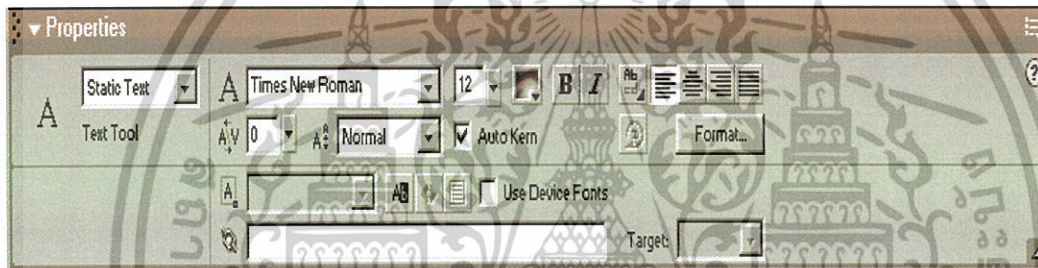 Properties
Static Text A Times New Roman 12 B I
A Text Tool A V 0 Normal Auto Kern Format...
Use Device Fonts
Target: